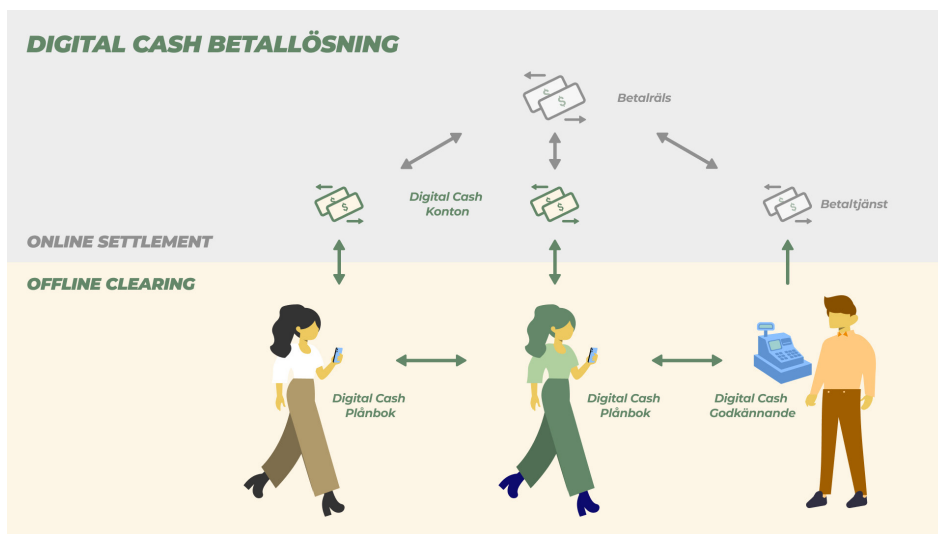 DIGITAL CASH BETALLÖSNING
Betalräls
Digital Cash
Konton
Betaltjänst
ONLINE SETTLEMENT
OFFLINE CLEARING
Digital Cash
Plånbok
Digital Cash
Plånbok
Digital Cash
Godkännande